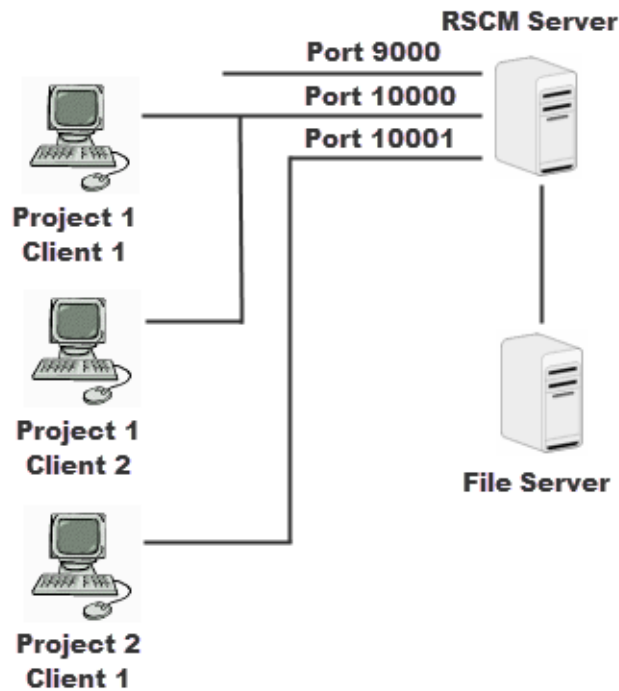 RSCM Server
Port 9000
Port 10000
Port 10001
Project 1
Client 1
Project 1
Client 2
File Server
Project 2
Client 1